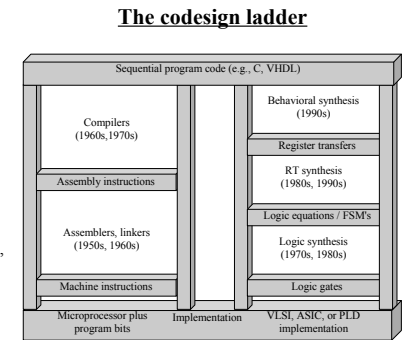 The codesign ladder
Sequential program code (e.g., C, VHDL)
Compilers
(1960s,1970s)
Assembly instructions
Assemblers, linkers
(1950s, 1960s)
Machine instructions
Behavioral synthesis
(1990s)
Register transfers
RT synthesis
(1980s, 1990s)
Logic equations / FSM's
Logic synthesis
(1970s, 1980s)
Logic gates
,
Microprocessor plus
program bits
Implementation
VLSI, ASIC, or PLD
implementation